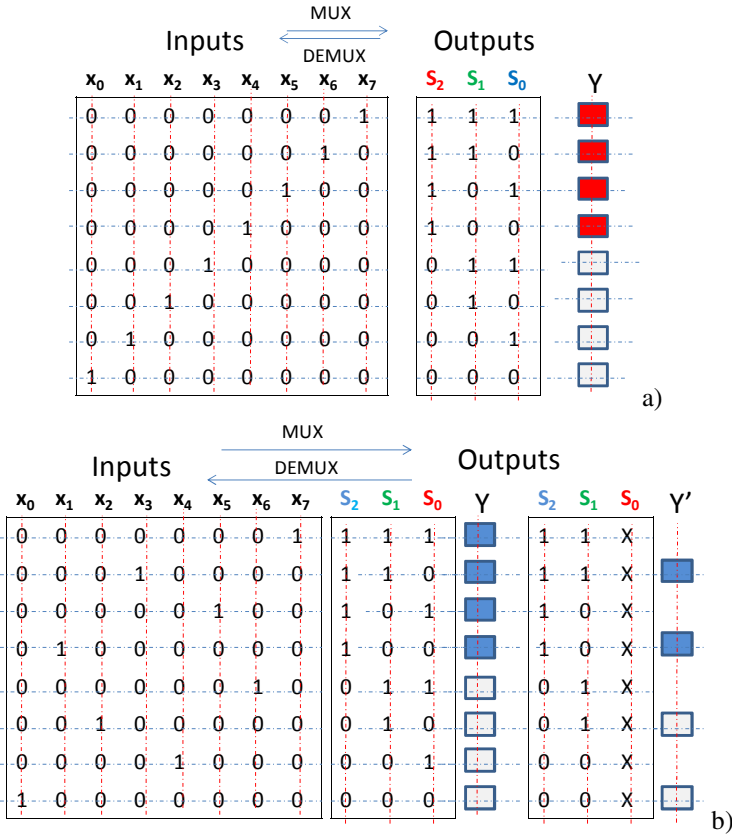 MUX
Inputs Outputs
DEMUX
x₀ x₁ x₂ x₃ x₄ x₅ x₆ x₇ S₂ S₁ S₀ Y
0 0 0 0 0 0 0 1 1 1 1
0 0 0 0 0 0 1 0 1 1 0
0 0 0 0 0 1 0 0 1 0 1
0 0 0 0 1 0 0 0 1 0 0
0 0 0 1 0 0 0 0 0 1 1
0 0 1 0 0 0 0 0 0 1 0
0 1 0 0 0 0 0 0 0 0 1
1 0 0 0 0 0 0 0 0 0 0
a)
MUX
Inputs Outputs
DEMUX
x₀ x₁ x₂ x₃ x₄ x₅ x₆ x₇ S₂ S₁ S₀ Y S₂ S₁ S₀ Y’
0 0 0 0 0 0 0 1 1 1 1 1 1 X
0 0 0 1 0 0 0 0 1 1 0 1 1 X
0 0 0 0 0 1 0 0 1 0 1 1 0 X
0 1 0 0 0 0 0 0 1 0 0 1 0 X
0 0 0 0 0 0 1 0 0 1 1 0 1 X
0 0 1 0 0 0 0 0 0 1 0 0 1 X
0 0 0 0 1 0 0 0 0 0 1 0 0 X
1 0 0 0 0 0 0 0 0 0 0 0 0 X
b)